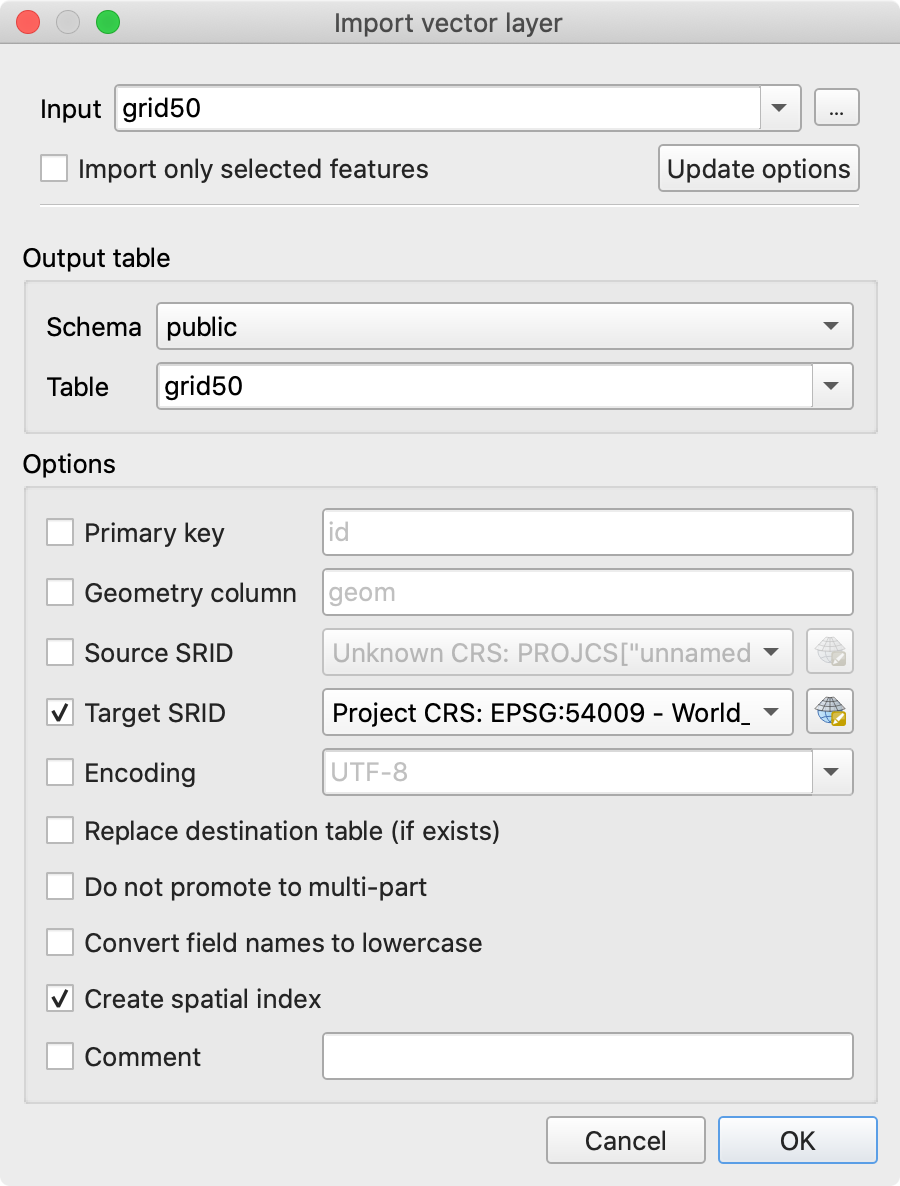 Import vector layer
Input grid50 ...
Import only selected features Update options
Output table
Schema public
Table grid50
Options
Primary key id
Geometry column geom
Source SRID Unknown CRS: PROJCS["unnamed
Target SRID Project CRS: EPSG:54009 - World_
Encoding UTF-8
Replace destination table (if exists)
Do not promote to multi-part
Convert field names to lowercase
Create spatial index
Comment
Cancel OK